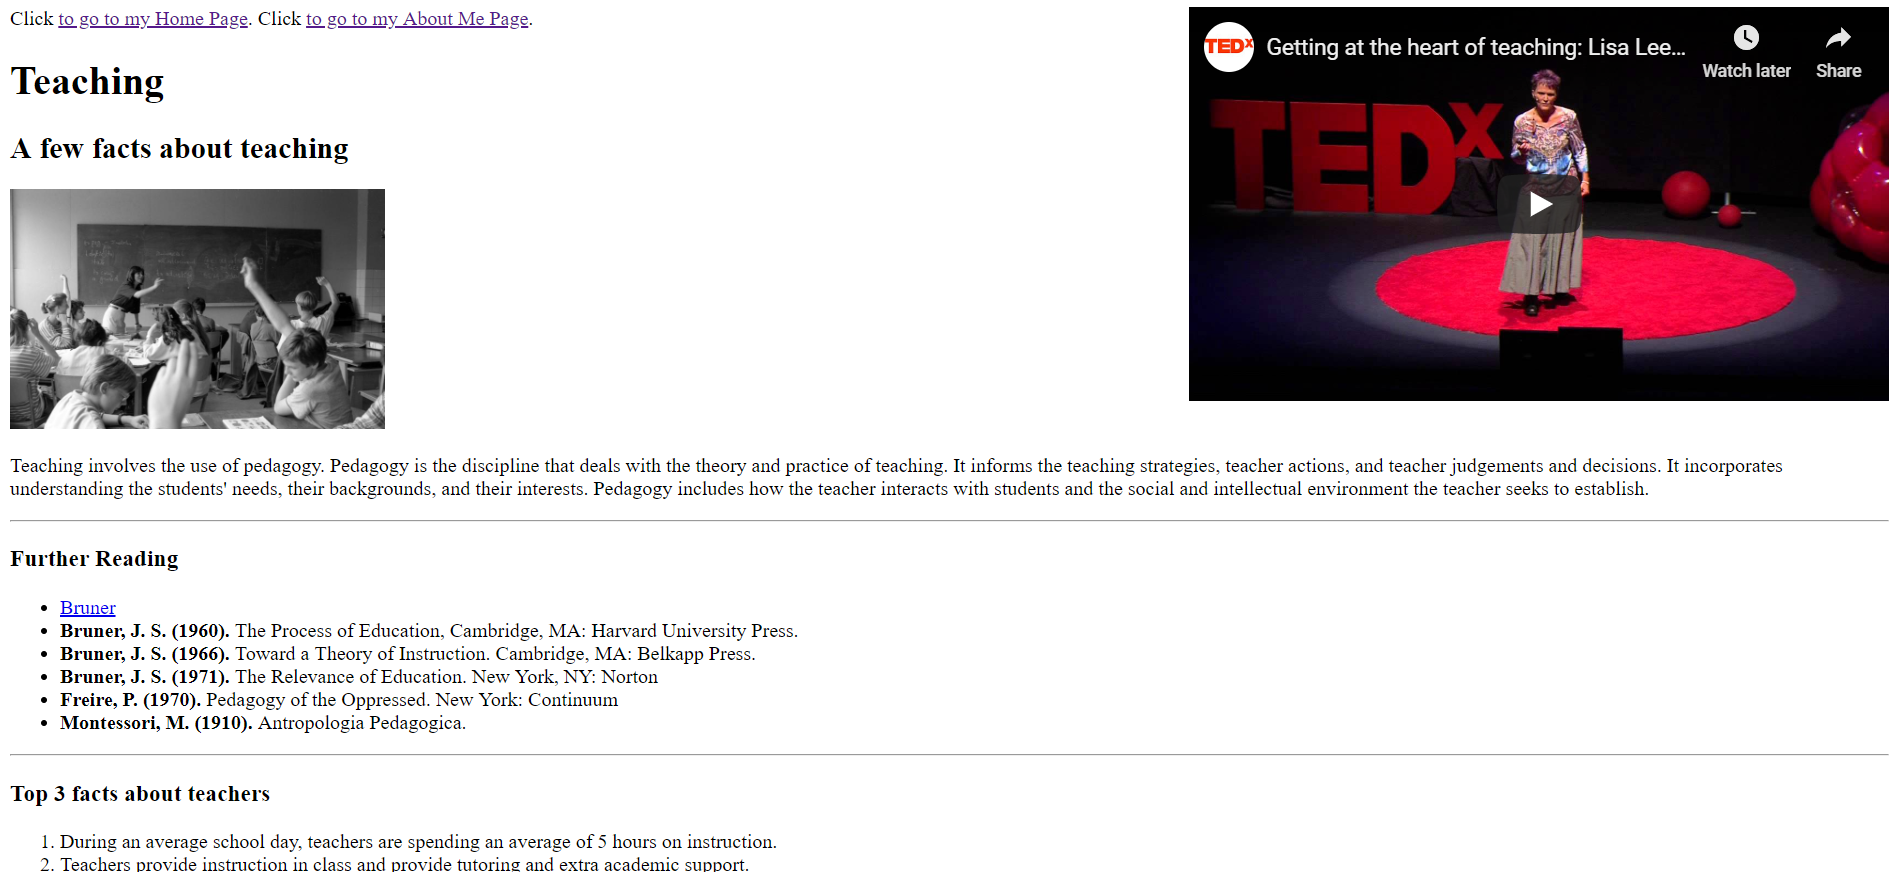 Click to go to my Home Page. Click to go to my About Me Page.
Teaching
A few facts about teaching
TEDx
Getting at the heart of teaching: Lisa Lee...
Watch later
Share
TEDx
Teaching involves the use of pedagogy. Pedagogy is the discipline that deals with the theory and practice of teaching. It informs the teaching strategies, teacher actions, and teacher judgements and decisions. It incorporates
understanding the students' needs, their backgrounds, and their interests. Pedagogy includes how the teacher interacts with students and the social and intellectual environment the teacher seeks to establish.
Further Reading
• Bruner
• Bruner, J. S. (1960). The Process of Education, Cambridge, MA: Harvard University Press.
• Bruner, J. S. (1966). Toward a Theory of Instruction. Cambridge, MA: Belkapp Press.
• Bruner, J. S. (1971). The Relevance of Education. New York, NY: Norton
• Freire, P. (1970). Pedagogy of the Oppressed. New York: Continuum
• Montessori, M. (1910). Antropologia Pedagogica.
Top 3 facts about teachers
1. During an average school day, teachers are spending an average of 5 hours on instruction.
2. Teachers provide instruction in class and provide tutoring and extra academic support.